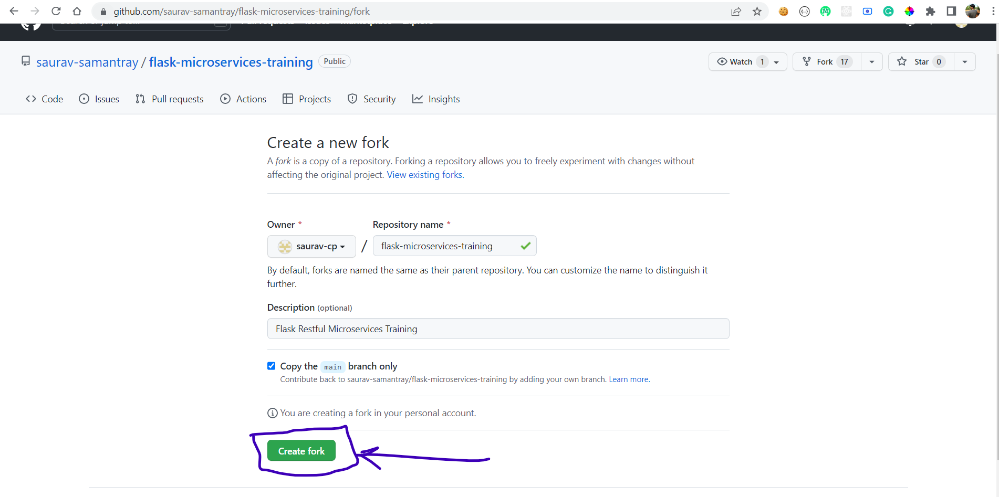 github.com/saurav-samantray/flask-microservices-training/fork
saurav-samantray / flask-microservices-training Public
Watch 1
Fork 17
Star 0
Code Issues Pull requests Actions Projects Security Insights
Create a new fork
A fork is a copy of a repository. Forking a repository allows you to freely experiment with changes without
affecting the original project. View existing forks.
Owner * Repository name *
saurav-cp / flask-microservices-training
By default, forks are named the same as their parent repository. You can customize the name to distinguish it
further.
Description (optional)
Flask Restful Microservices Training
Copy the main branch only
Contribute back to saurav-samantray/flask-microservices-training by adding your own branch. Learn more.
You are creating a fork in your personal account.
Create fork